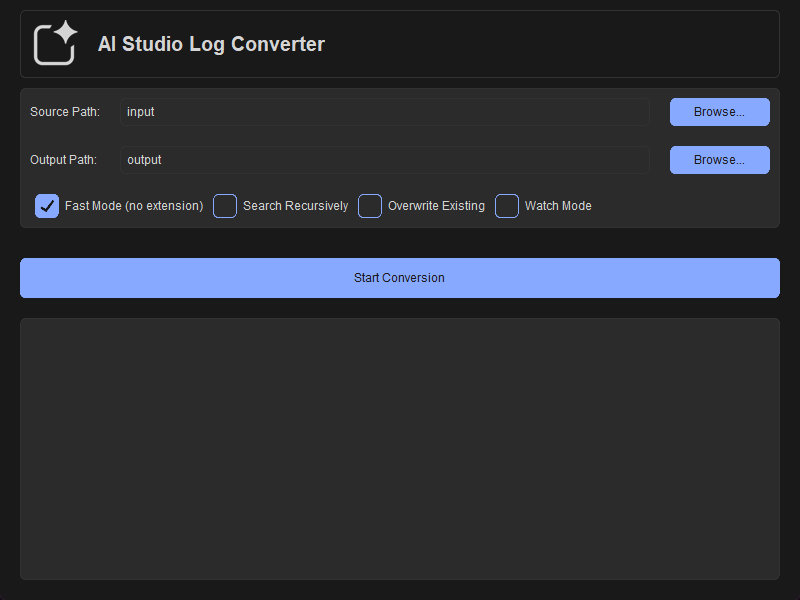 AI Studio Log Converter
Source Path: input Browse...
Output Path: output Browse...
Fast Mode (no extension) Search Recursively Overwrite Existing Watch Mode
Start Conversion